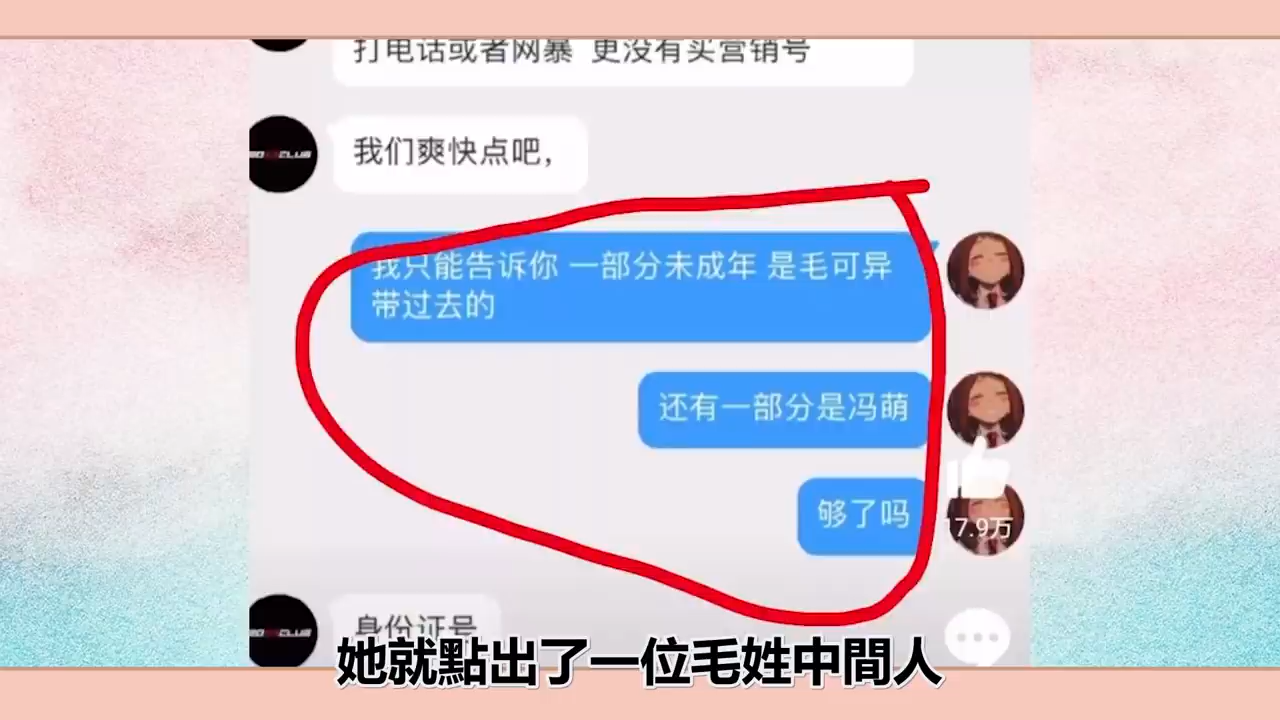 打电话或者网暴 更没有买营销号
我们爽快点吧，
我只能告诉你 一部分未成年 是毛可异
带过去的
还有一部分是冯萌
够了吗
17.9万
身份证号
她就點出了一位毛姓中間人